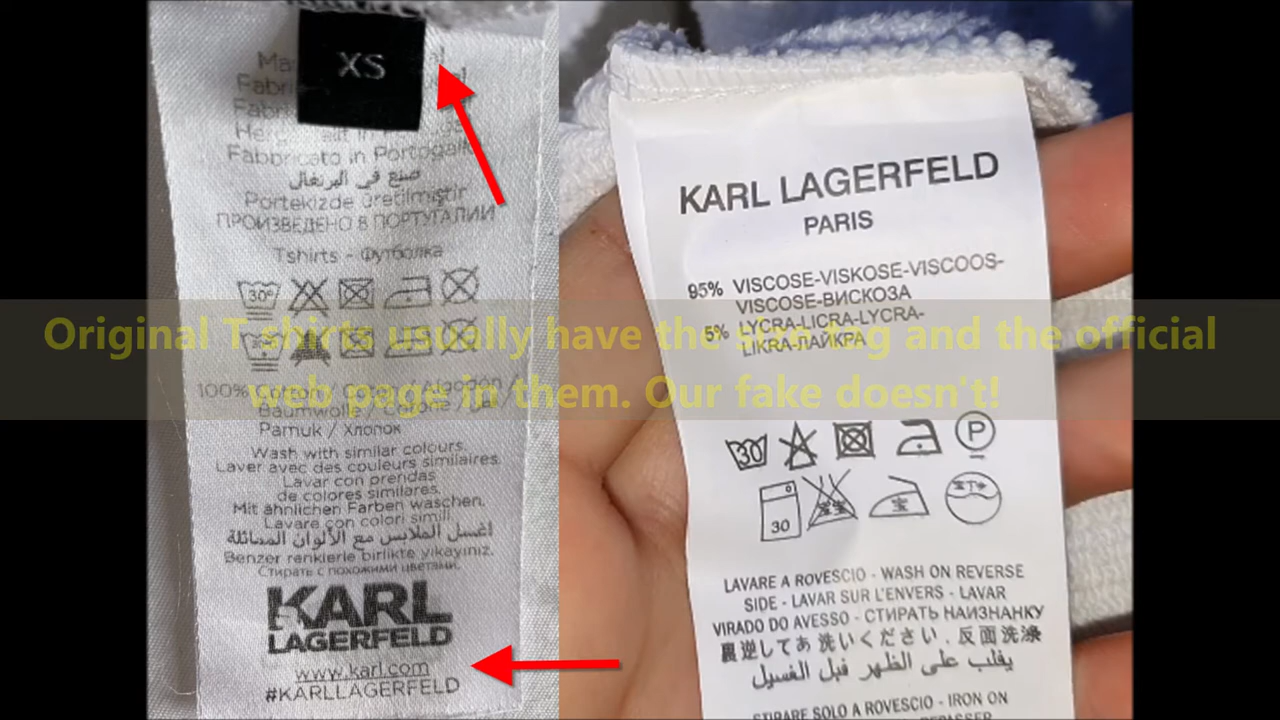 XS
Fabbricato in Portogallo
صنع في البرتغال
Portekizde üretilmiştir
ПРОИЗВЕДЕНО В ПОРТУГАЛИИ
Tshirts - Футболка
30°
100%
Baumwolle /
Pamuk / Хлопок
Wash with similar colours.
Laver avec des couleurs similaires.
Lavar con prendas
de colores similares.
Mit ähnlichen Farben waschen.
Lavare con colori simili.
اغسل الملابس مع الألوان المماثلة
Benzer renklerle birlikte yıkayınız.
Стирать с похожими цветами.
KARL
LAGERFELD
www.karl.com
#KARLLAGERFELD
KARL LAGERFELD
PARIS
95% VISCOSE-VISKOSE-VISCOOS-
VISCOSE-ВИСКОЗА
5% LYCRA-LICRA-LYCRA-
LIKRA-ЛАЙКРА
30 P
30
LAVARE A ROVESCIO - WASH ON REVERSE
SIDE - LAVAR SUR L'ENVERS - LAVAR
VIRADO DO AVESSO - СТИРАТЬ НАИЗНАНКУ
裏逆してあ 洗いください . 反面洗涤
يقلب على الظهر قبل الغسيل
STIRARE SOLO A ROVESCIO - IRON ON
Original T shirts usually have the size tag and the official
web page in them. Our fake doesn't!